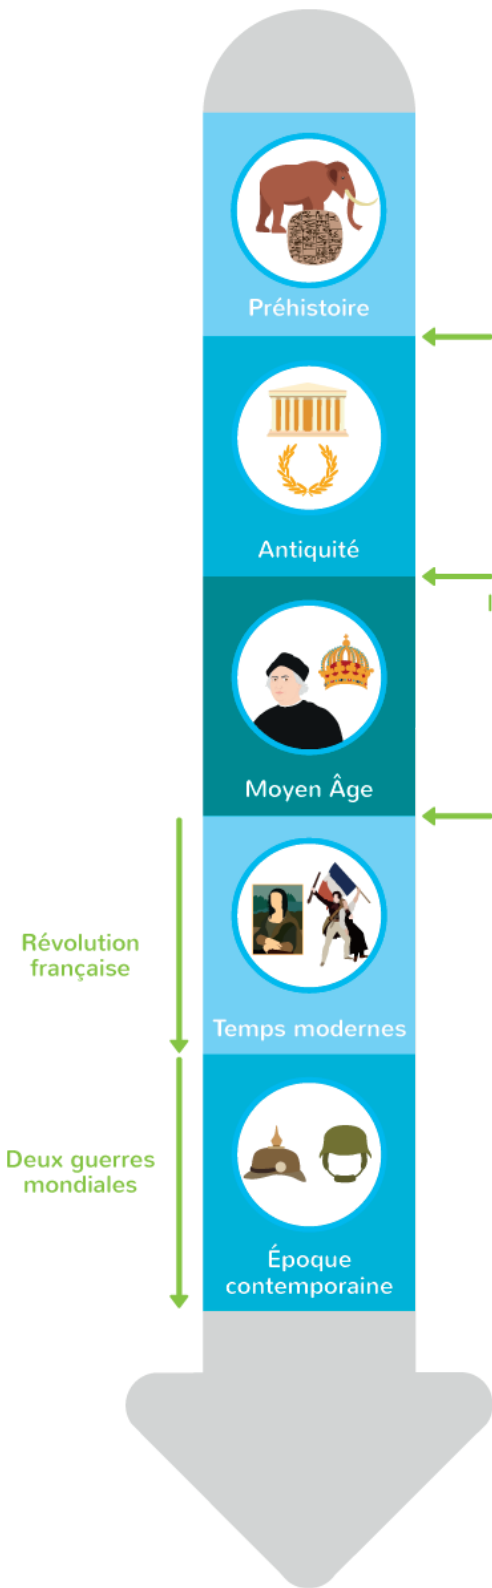 Préhistoire
Antiquité
Moyen Âge
Révolution
française
Temps modernes
Deux guerres
mondiales
Époque
contemporaine